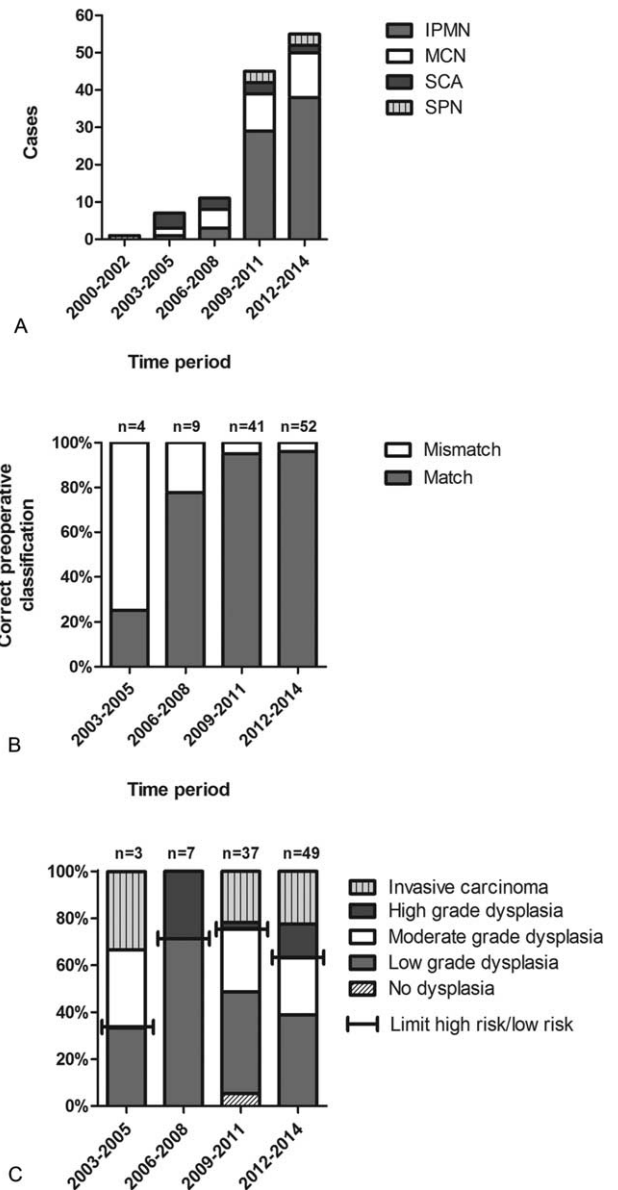 60
50
40
30
20
10
0
Cases
2000-2002
2003-2005
2006-2008
2009-2011
2012-2014
Time period
IPMN
MCN
SCA
SPN
A
n=4 n=9 n=41 n=52
100%
80%
60%
40%
20%
0%
Correct preoperative
classification
2003-2005
2006-2008
2009-2011
2012-2014
Time period
Mismatch
Match
B
n=3 n=7 n=37 n=49
100%
80%
60%
40%
20%
0%
2003-2005
2006-2008
2009-2011
2012-2014
Invasive carcinoma
High grade dysplasia
Moderate grade dysplasia
Low grade dysplasia
No dysplasia
Limit high risk/low risk
C